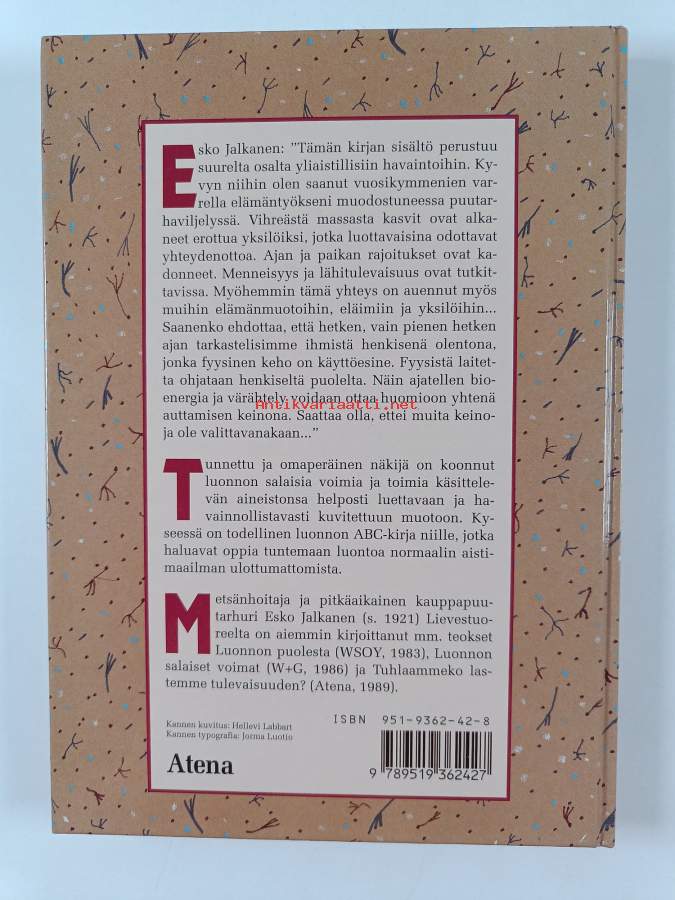 Esko Jalkanen: "Tämän kirjan sisältö perustuu
suurelta osalta yliaistillisiin havaintoihin. Ky-
vyn niihin olen saanut vuosikymmenien var-
rella elämäntyökseni muodostuneessa puutar-
haviljelyssä. Vihreästä massasta kasvit ovat alka-
neet erottua yksilöiksi, jotka luottavaisina odottavat
yhteydenottoa. Ajan ja paikan rajoitukset ovat ka-
donneet. Menneisyys ja lähitulevaisuus ovat tutkit-
tavissa. Myöhemmin tämä yhteys on auennut myös
muihin elämänmuotoihin, eläimiin ja yksilöihin...
Saanenko ehdottaa, että hetken, vain pienen hetken
ajan tarkastelisimme ihmistä henkisenä olentona,
jonka fyysinen keho on käyttöesine. Fyysistä laitet-
ta ohjataan henkiseltä puolelta. Näin ajatellen bio-
energia ja värähtely voidaan ottaa huomioon yhtenä
Antikvariaatti.net
auttamisen keinona. Saattaa olla, ettei muita keino-
ja ole valittavanakaan..."
Tunnettu ja omaperäinen näkijä on koonnut
luonnon salaisia voimia ja toimia käsittele-
vän aineistonsa helposti luettavaan ja ha-
vainnollistavasti kuvitettuun muotoon. Ky-
seessä on todellinen luonnon ABC-kirja niille, jotka
haluavat oppia tuntemaan luontoa normaalin aisti-
maailman ulottumattomista.
Metsänhoitaja ja pitkäaikainen kauppapuu-
tarhuri Esko Jalkanen (s. 1921) Lievestuo-
reelta on aiemmin kirjoittanut mm. teokset
Luonnon puolesta (WSOY, 1983), Luonnon
salaiset voimat (W+G, 1986) ja Tuhlaammeko las-
temme tulevaisuuden? (Atena, 1989).
ISBN 951-9362-42-8
Kannen kuvitus: Hellevi Labbart
Kannen typografia: Jorma Luotio
Atena
9 789519 362427